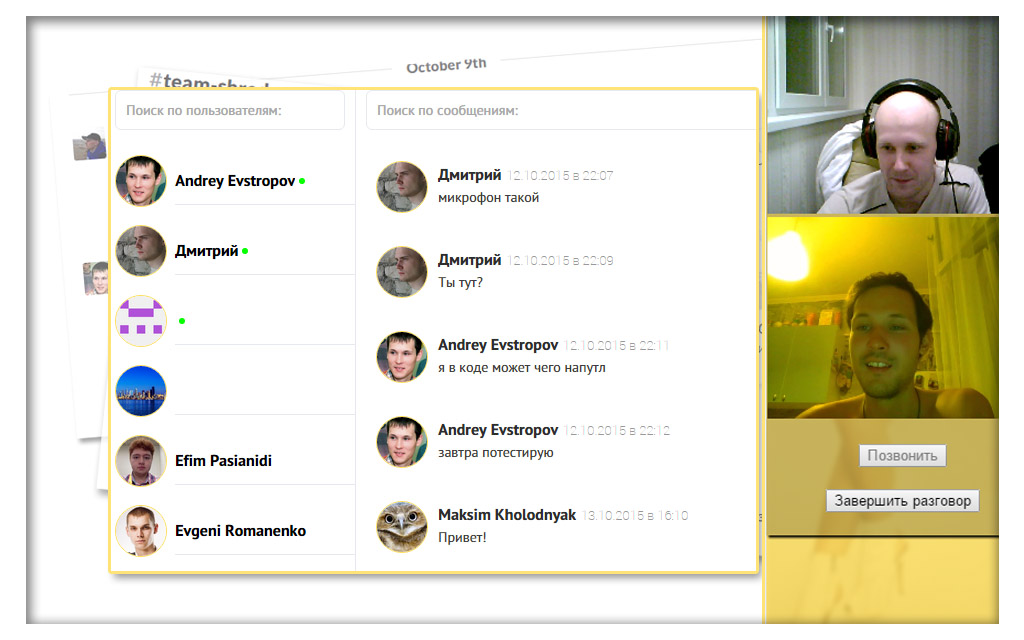 October 9th
Поиск по пользователям:
Поиск по сообщениям:
Andrey Evstropov
Дмитрий
Efim Pasianidi
Evgeni Romanenko
Дмитрий 12.10.2015 в 22:07
микрофон такой
Дмитрий 12.10.2015 в 22:09
Ты тут?
Andrey Evstropov 12.10.2015 в 22:11
я в коде может чего напутл
Andrey Evstropov 12.10.2015 в 22:12
завтра потестирую
Maksim Kholodnyak 13.10.2015 в 16:10
Привет!
Позвонить
Завершить разговор